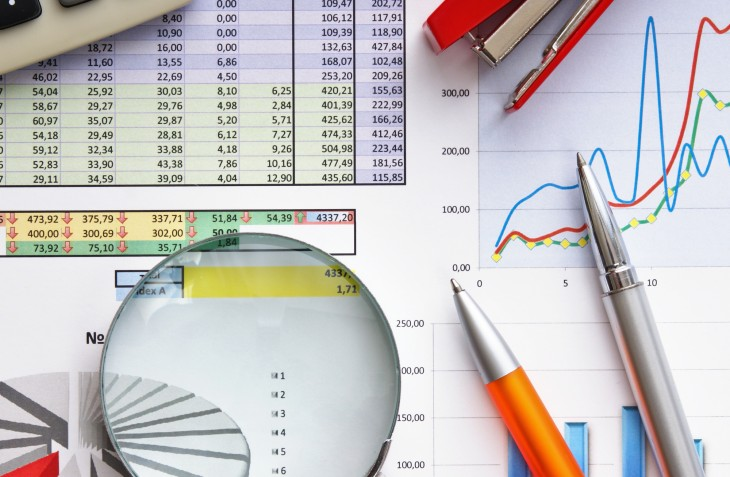 0,00 109,47 202,72
8,40 0,00 106,12 117,91
10,90 0,00 109,39 118,90
18,72 16,00 0,00 132,63 427,84
9,41 11,60 13,55 6,86 168,07 102,48
46,02 22,95 22,69 4,50 253,20 209,26
54,04 25,92 30,03 8,10 6,25 420,21 155,63
58,67 29,27 29,76 4,98 2,84 401,39 222,99
60,97 35,07 29,87 5,20 5,71 425,62 166,26
54,18 29,49 28,81 6,12 7,27 474,33 412,46
59,12 32,34 33,88 4,18 9,26 504,98 223,44
52,83 33,90 43,38 7,86 10,16 477,49 181,56
29,11 34,59 39,09 4,04 12,90 435,60 115,85
473,92 375,79 337,71 51,84 54,39 4337,20
400,00 300,69 302,00 50,00
73,92 75,10 35,71 1,84
4337,
dex A 1,71
№
1
2
3
4
5
6
300,00
200,00
100,00
0,00
0 5 10
250,00
200,00
150,00
100,00